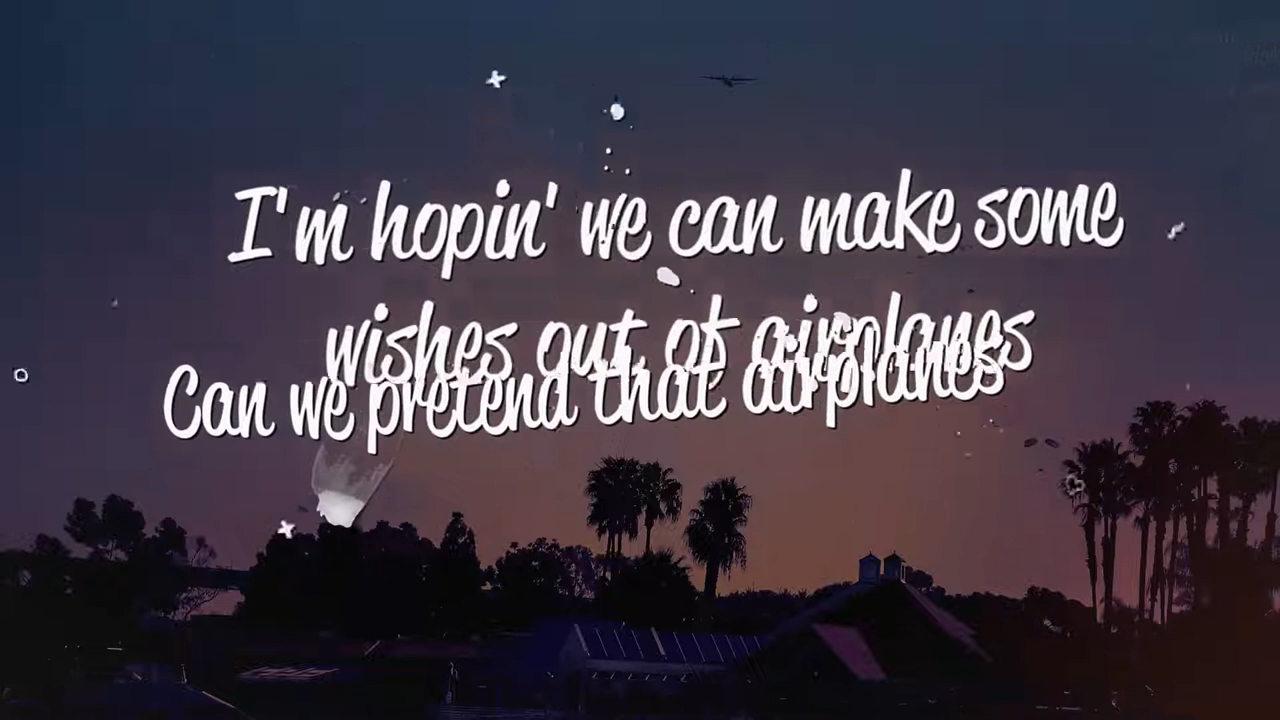 I'm hopin' we can make some
wishes out of airplanes
Can we pretend that airplanes